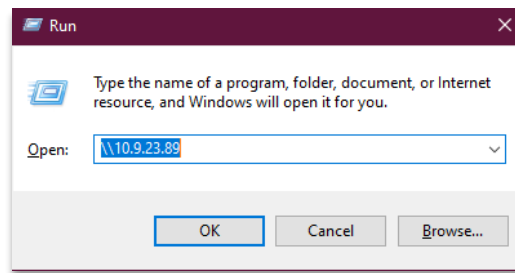 Run
Type the name of a program, folder, document, or Internet
resource, and Windows will open it for you.
Open: \\10.9.23.89
OK Cancel Browse...